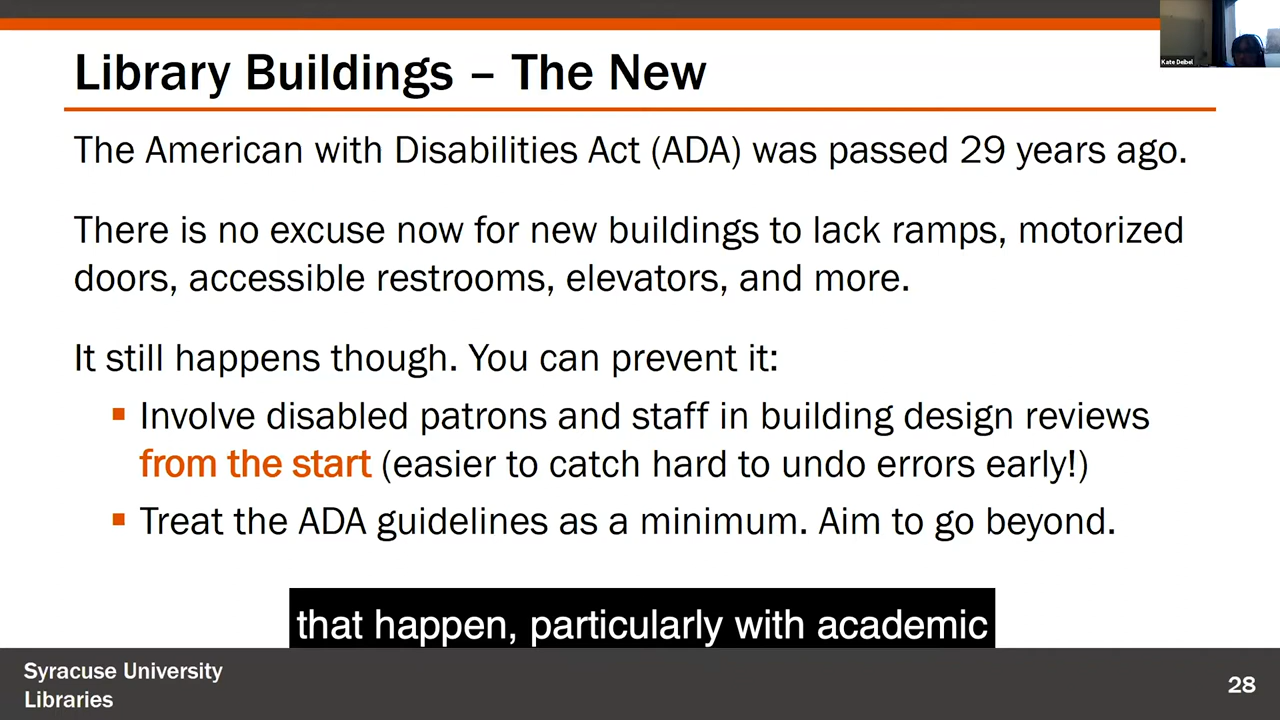 Kate Deibel
Library Buildings – The New
The American with Disabilities Act (ADA) was passed 29 years ago.
There is no excuse now for new buildings to lack ramps, motorized
doors, accessible restrooms, elevators, and more.
It still happens though. You can prevent it:
▪ Involve disabled patrons and staff in building design reviews
from the start (easier to catch hard to undo errors early!)
▪ Treat the ADA guidelines as a minimum. Aim to go beyond.
that happen, particularly with academic
Syracuse University
Libraries
28